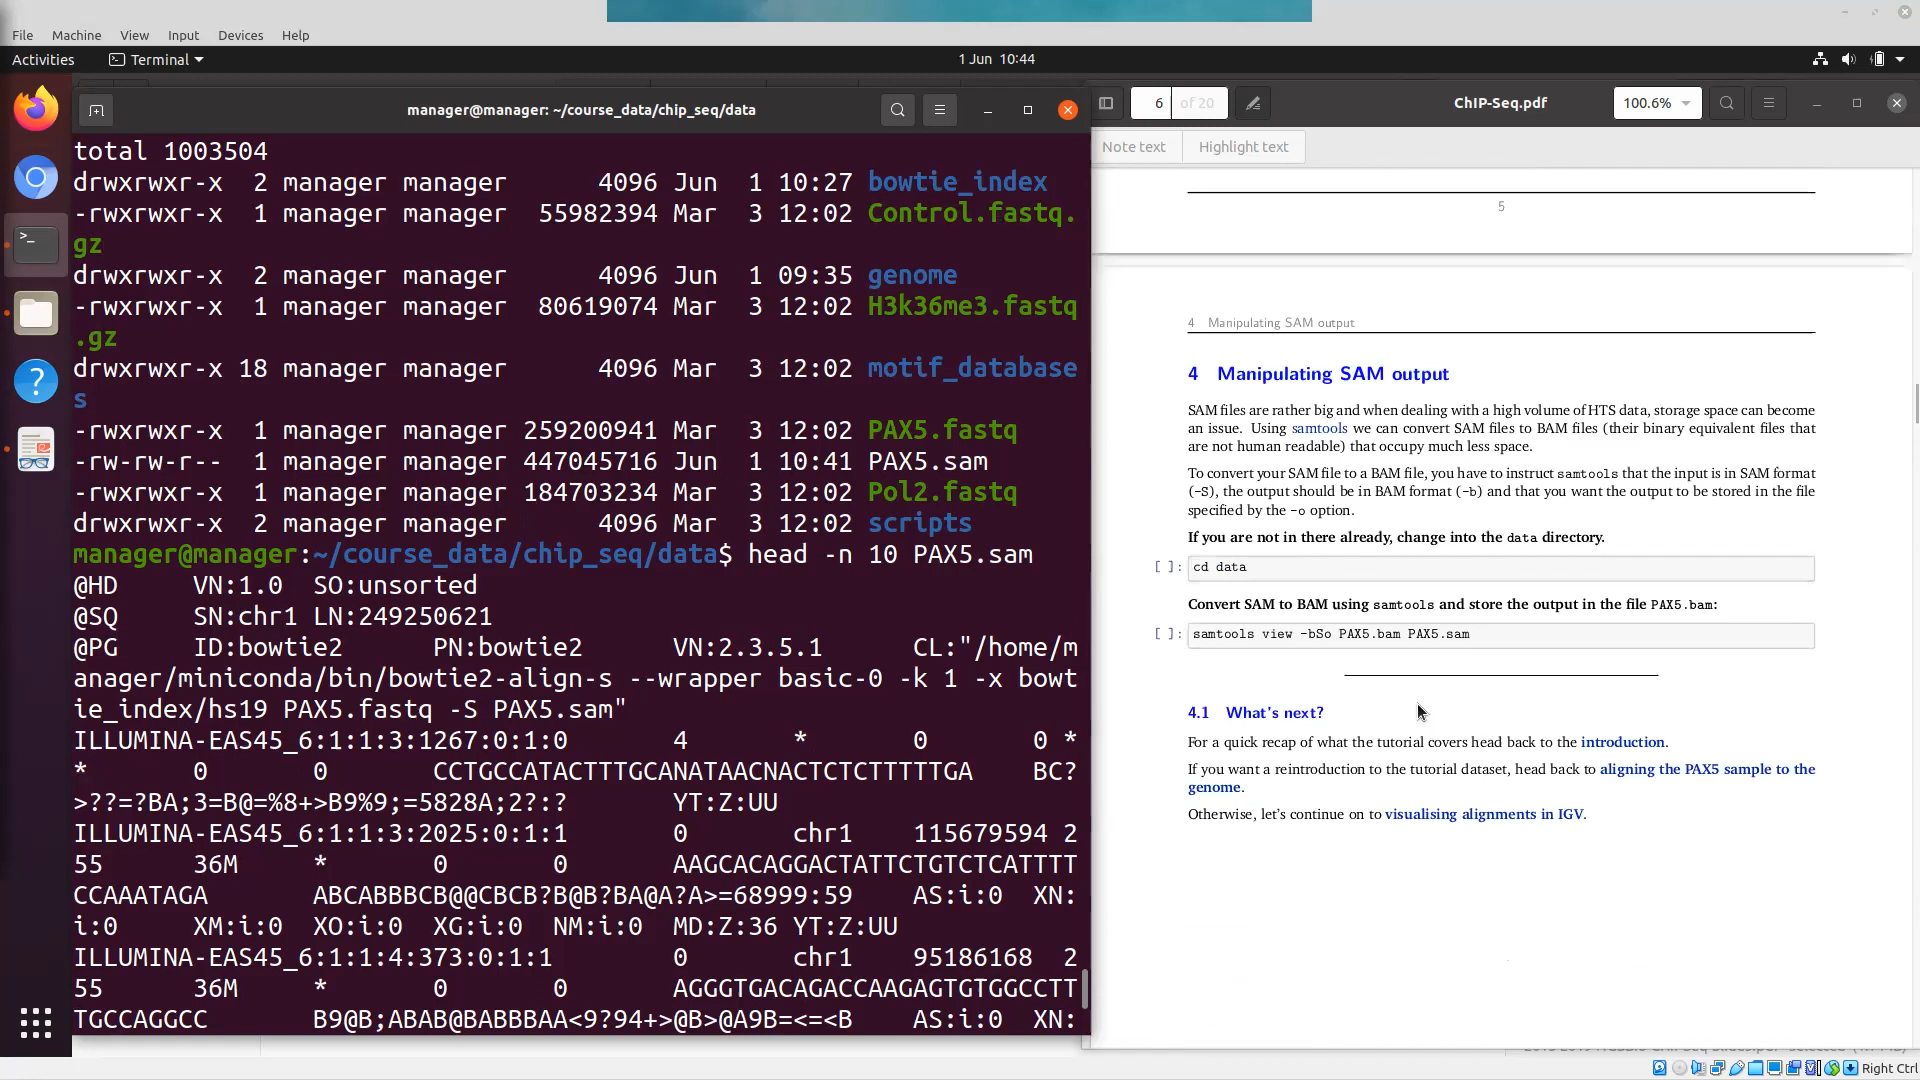 File Machine View Input Devices Help
Activities Terminal 1 Jun 10:44
manager@manager: ~/course_data/chip_seq/data
total 1003504
drwxrwxr-x 2 manager manager 4096 Jun 1 10:27 bowtie_index
-rwxrwxr-x 1 manager manager 55982394 Mar 3 12:02 Control.fastq.
gz
drwxrwxr-x 2 manager manager 4096 Jun 1 09:35 genome
-rwxrwxr-x 1 manager manager 80619074 Mar 3 12:02 H3k36me3.fastq
.gz
drwxrwxr-x 18 manager manager 4096 Mar 3 12:02 motif_database
s
-rwxrwxr-x 1 manager manager 259200941 Mar 3 12:02 PAX5.fastq
-rw-rw-r-- 1 manager manager 447045716 Jun 1 10:41 PAX5.sam
-rwxrwxr-x 1 manager manager 184703234 Mar 3 12:02 Pol2.fastq
drwxrwxr-x 2 manager manager 4096 Mar 3 12:02 scripts
manager@manager:~/course_data/chip_seq/data$ head -n 10 PAX5.sam
@HD VN:1.0 SO:unsorted
@SQ SN:chr1 LN:249250621
@PG ID:bowtie2 PN:bowtie2 VN:2.3.5.1 CL:"/home/m
anager/miniconda/bin/bowtie2-align-s --wrapper basic-0 -k 1 -x bowt
ie_index/hs19 PAX5.fastq -S PAX5.sam"
ILLUMINA-EAS45_6:1:1:3:1267:0:1:0 4 * 0 0 *
* 0 0 CCTGCCATACTTTGCANATAACNACTCTCTTTTTGA BC?
>??=?BA;3=B@=%8+>B9%9;=5828A;2?:? YT:Z:UU
ILLUMINA-EAS45_6:1:1:3:2025:0:1:1 0 chr1 115679594 2
55 36M * 0 0 AAGCACAGGACTATTCTGTCTCATTTT
CCAAATAGA ABCABBBCB@@CBCB?B@B?BA@A?A>=68999:59 AS:i:0 XN:
i:0 XM:i:0 XO:i:0 XG:i:0 NM:i:0 MD:Z:36 YT:Z:UU
ILLUMINA-EAS45_6:1:1:4:373:0:1:1 0 chr1 95186168 2
55 36M * 0 0 AGGGTGACAGACCAAGAGTGTGGCCTT
TGCCAGGCC B9@B;ABAB@BABBBAA<9?94+>@B>@A9B=<=<B AS:i:0 XN:
6 of 20 ChIP-Seq.pdf 100.6%
Note text Highlight text
5
4 Manipulating SAM output
4 Manipulating SAM output
SAM files are rather big and when dealing with a high volume of HTS data, storage space can become
an issue. Using samtools we can convert SAM files to BAM files (their binary equivalent files that
are not human readable) that occupy much less space.
To convert your SAM file to a BAM file, you have to instruct samtools that the input is in SAM format
(-S), the output should be in BAM format (-b) and that you want the output to be stored in the file
specified by the -o option.
If you are not in there already, change into the data directory.
[ ]: cd data
Convert SAM to BAM using samtools and store the output in the file PAX5.bam:
[ ]: samtools view -bSo PAX5.bam PAX5.sam
4.1 What's next?
For a quick recap of what the tutorial covers head back to the introduction.
If you want a reintroduction to the tutorial dataset, head back to aligning the PAX5 sample to the
genome.
Otherwise, let's continue on to visualising alignments in IGV.
Right Ctrl